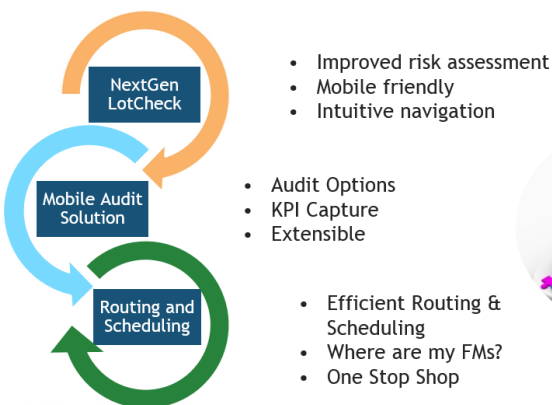 NextGen
LotCheck
• Improved risk assessment
• Mobile friendly
• Intuitive navigation
Mobile Audit
Solution
• Audit Options
• KPI Capture
• Extensible
Routing and
Scheduling
• Efficient Routing &
Scheduling
• Where are my FMs?
• One Stop Shop